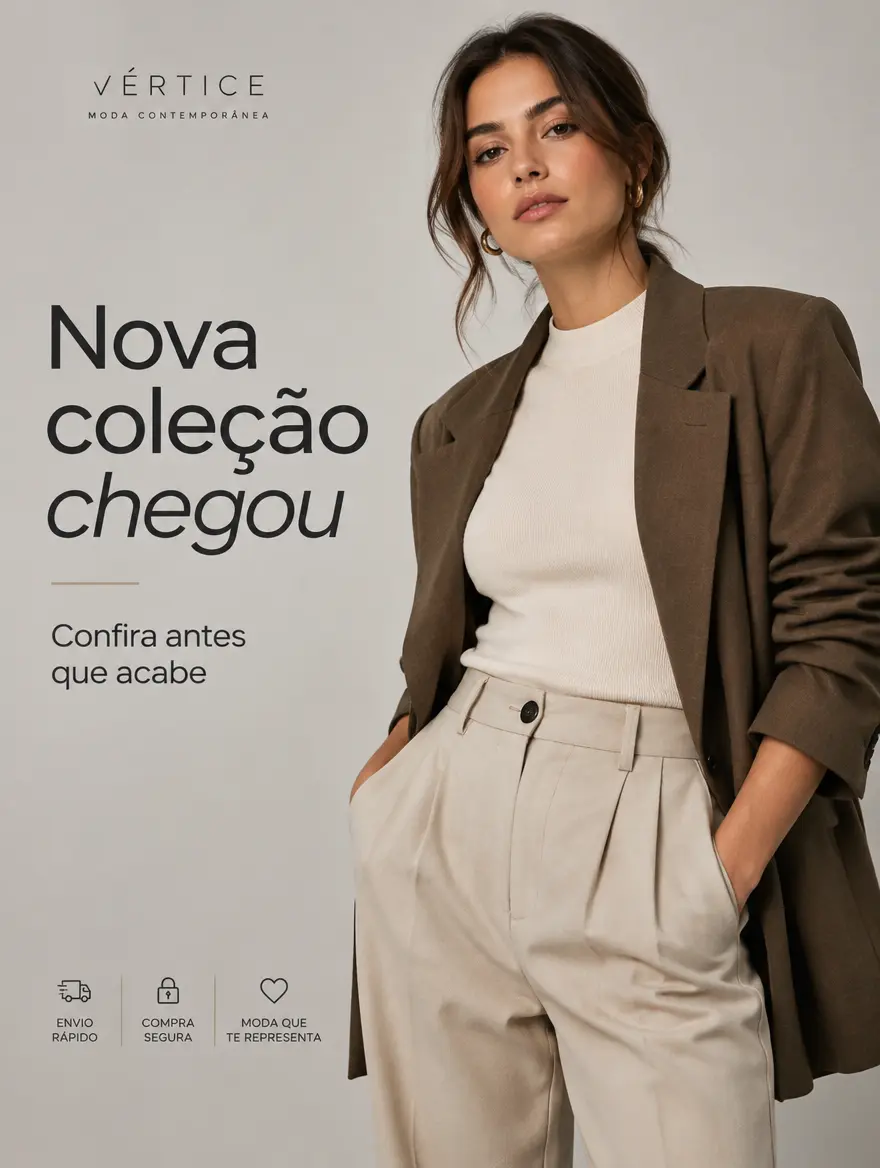 VÉRTICE
MODA CONTEMPORÂNEA
Nova
coleção
chegou
Confira antes
que acabe
ENVIO
RÁPIDO
COMPRA
SEGURA
MODA QUE
TE REPRESENTA